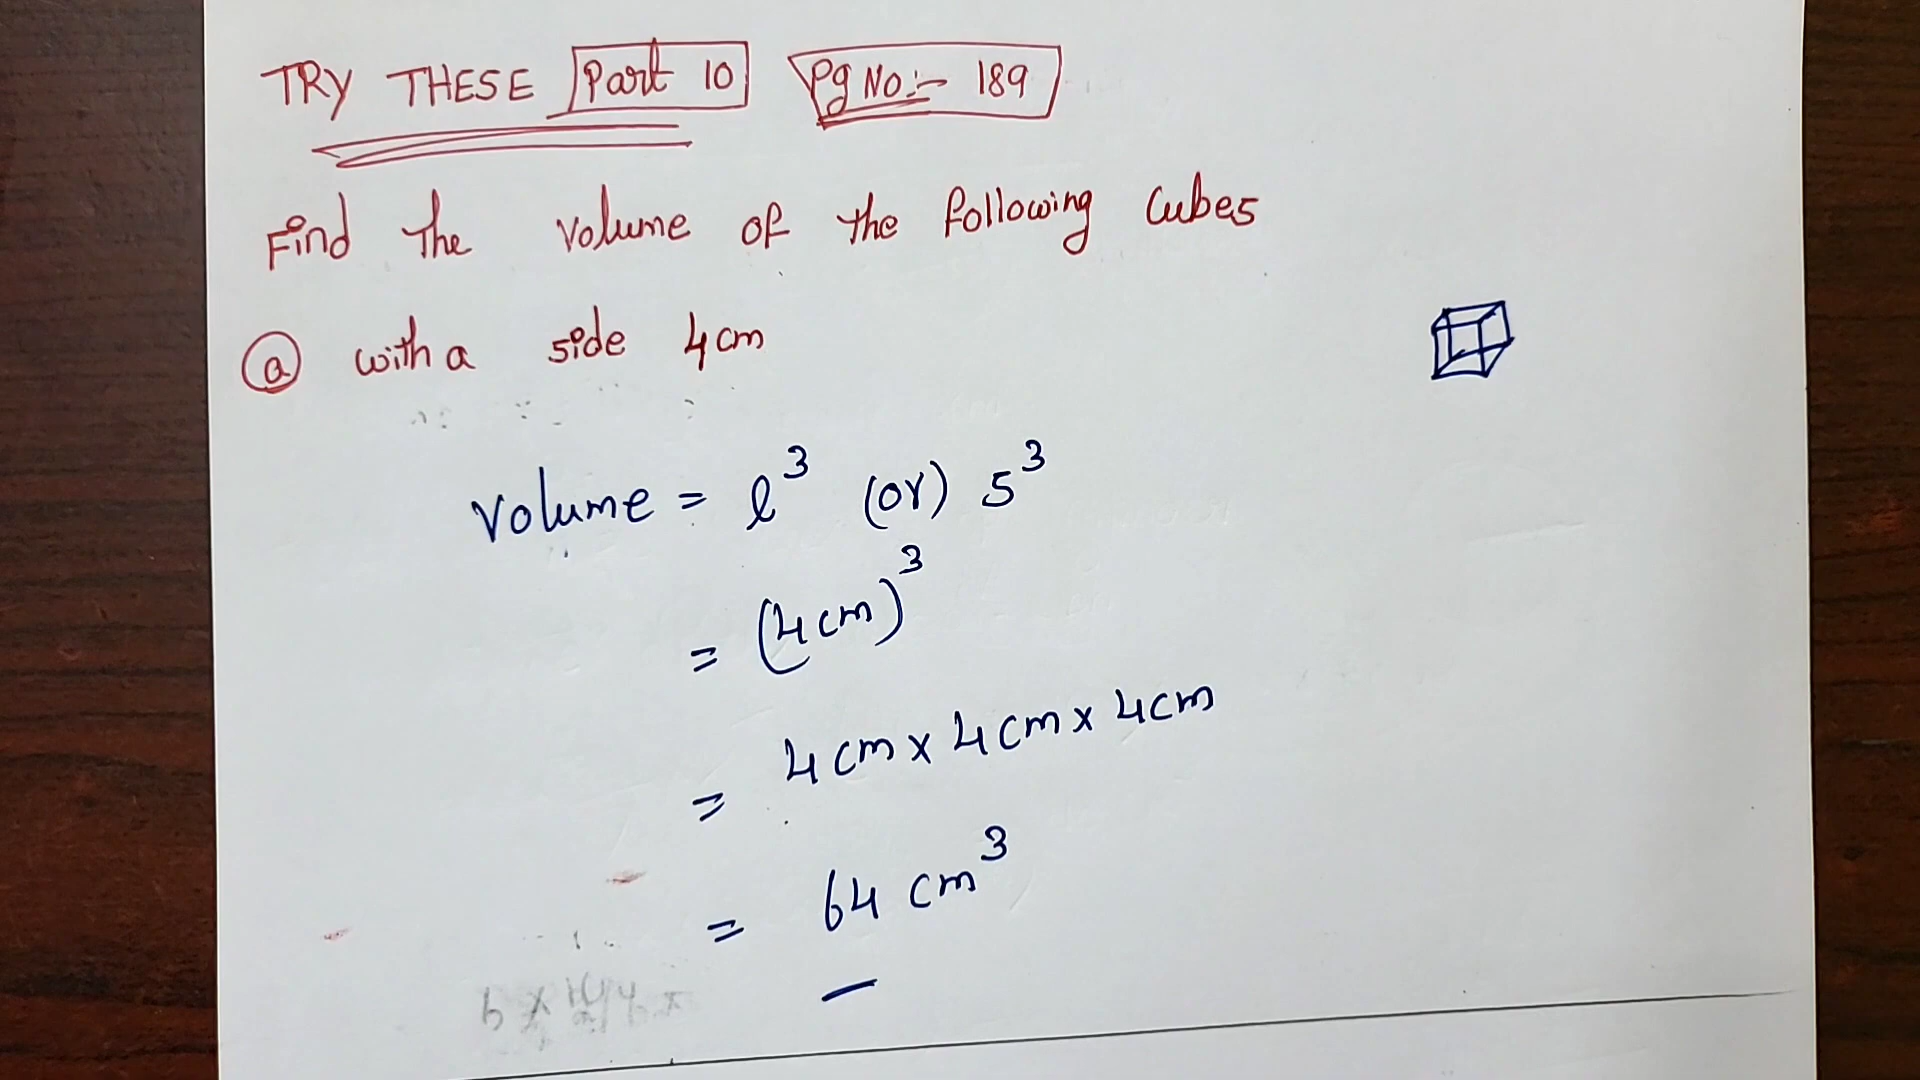 TRY THESE Part 10 Pg No:- 189
Find the volume of the following Cubes
a with a side 4cm
Volume = l³ (or) s³
= (4cm)³
= 4cm x 4cm x 4cm
= 64 cm³